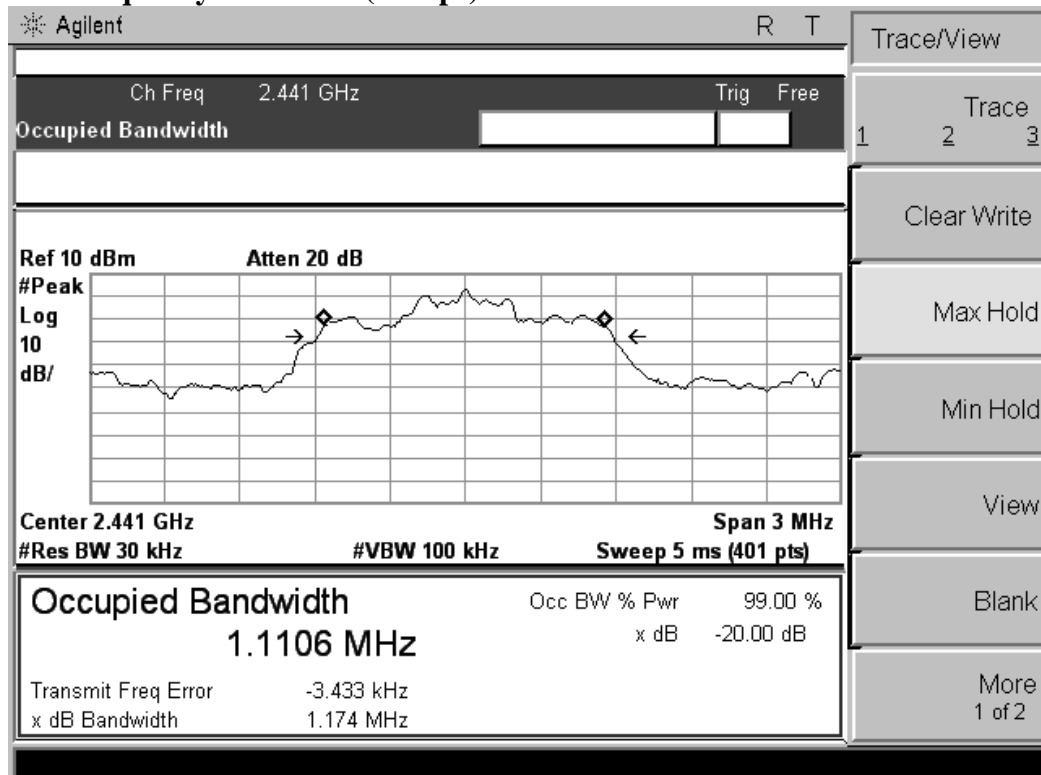 Agilent R T
Trace/View
Ch Freq 2.441 GHz Trig Free
Occupied Bandwidth
Trace
1 2 3
Clear Write
Ref 10 dBm Atten 20 dB
#Peak
Log
10
dB/
Max Hold
Min Hold
View
Center 2.441 GHz Span 3 MHz
#Res BW 30 kHz #VBW 100 kHz Sweep 5 ms (401 pts)
Occupied Bandwidth
1.1106 MHz
Occ BW % Pwr 99.00 %
x dB -20.00 dB
Transmit Freq Error -3.433 kHz
x dB Bandwidth 1.174 MHz
Blank
More
1 of 2